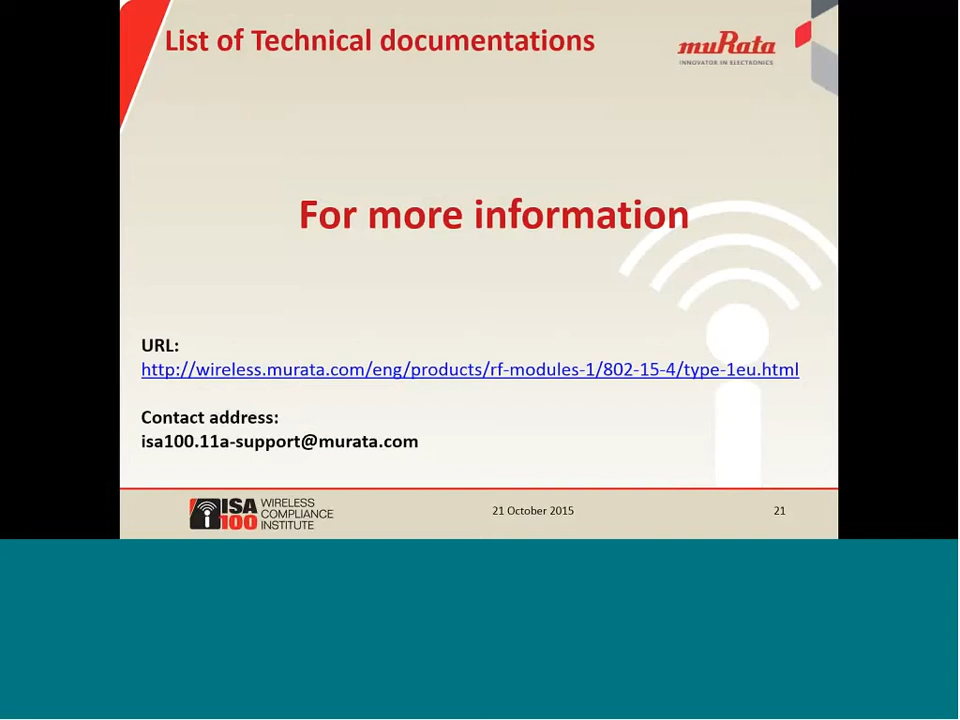 List of Technical documentations
muRata
INNOVATOR IN ELECTRONICS
For more information
URL:
http://wireless.murata.com/eng/products/rf-modules-1/802-15-4/type-1eu.html
Contact address:
isa100.11a-support@murata.com
ISA
100
WIRELESS
COMPLIANCE
INSTITUTE
21 October 2015
21